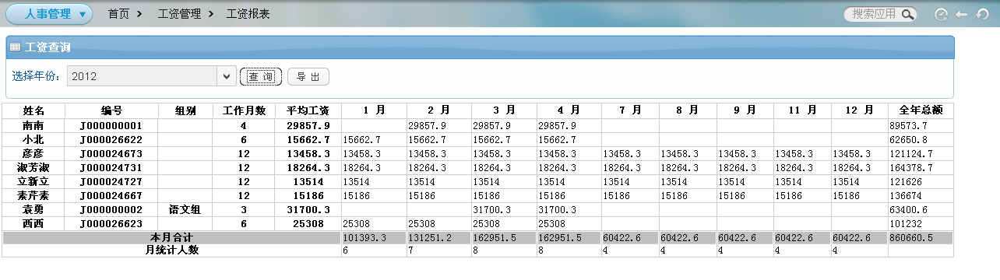 人事管理 首页 工资管理 工资报表 搜索应用
工资查询
选择年份: 2012 查 询 导 出
姓名 编号 组别 工作月数 平均工资 1 月 2 月 3 月 4 月 7 月 8 月 9 月 11 月 12 月 全年总额
南南 J000000001 4 29857.9 29857.9 29857.9 29857.9 89573.7
小北 J000026622 6 15662.7 15662.7 15662.7 15662.7 15662.7 62650.8
彦彦 J000024673 12 13458.3 13458.3 13458.3 13458.3 13458.3 13458.3 13458.3 13458.3 13458.3 13458.3 121124.7
淑芳淑 J000024731 12 18264.3 18264.3 18264.3 18264.3 18264.3 18264.3 18264.3 18264.3 18264.3 18264.3 164378.7
立新立 J000024727 12 13514 13514 13514 13514 13514 13514 13514 13514 13514 13514 121626
素芹素 J000024667 12 15186 15186 15186 15186 15186 15186 15186 15186 15186 15186 136674
袁勇 J000000002 语文组 3 31700.3 31700.3 31700.3 63400.6
西西 J000026623 6 25308 25308 25308 25308 25308 101232
本月合计 101393.3 131251.2 162951.5 162951.5 60422.6 60422.6 60422.6 60422.6 60422.6 860660.5
月统计人数 6 7 8 8 4 4 4 4 4